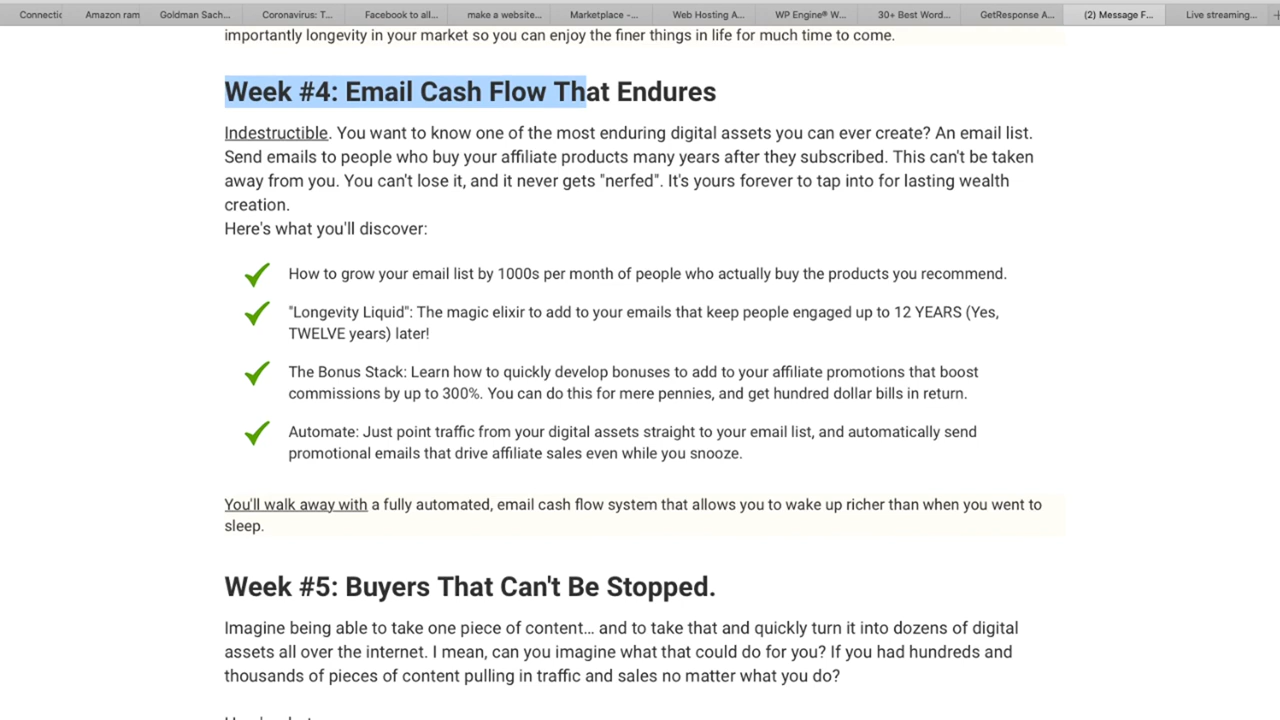 Connectic Amazon ram Goldman Sach... Coronavirus: T... Facebook to all... make a website... Marketplace -... Web Hosting A... WP Engine® W... 30+ Best Word... GetResponse A... (2) Message F... Live streaming...
importantly longevity in your market so you can enjoy the finer things in life for much time to come.
Week #4: Email Cash Flow That Endures
Indestructible. You want to know one of the most enduring digital assets you can ever create? An email list.
Send emails to people who buy your affiliate products many years after they subscribed. This can't be taken
away from you. You can't lose it, and it never gets "nerfed". It's yours forever to tap into for lasting wealth
creation.
Here's what you'll discover:
How to grow your email list by 1000s per month of people who actually buy the products you recommend.
"Longevity Liquid": The magic elixir to add to your emails that keep people engaged up to 12 YEARS (Yes,
TWELVE years) later!
The Bonus Stack: Learn how to quickly develop bonuses to add to your affiliate promotions that boost
commissions by up to 300%. You can do this for mere pennies, and get hundred dollar bills in return.
Automate: Just point traffic from your digital assets straight to your email list, and automatically send
promotional emails that drive affiliate sales even while you snooze.
You'll walk away with a fully automated, email cash flow system that allows you to wake up richer than when you went to
sleep.
Week #5: Buyers That Can't Be Stopped.
Imagine being able to take one piece of content... and to take that and quickly turn it into dozens of digital
assets all over the internet. I mean, can you imagine what that could do for you? If you had hundreds and
thousands of pieces of content pulling in traffic and sales no matter what you do?